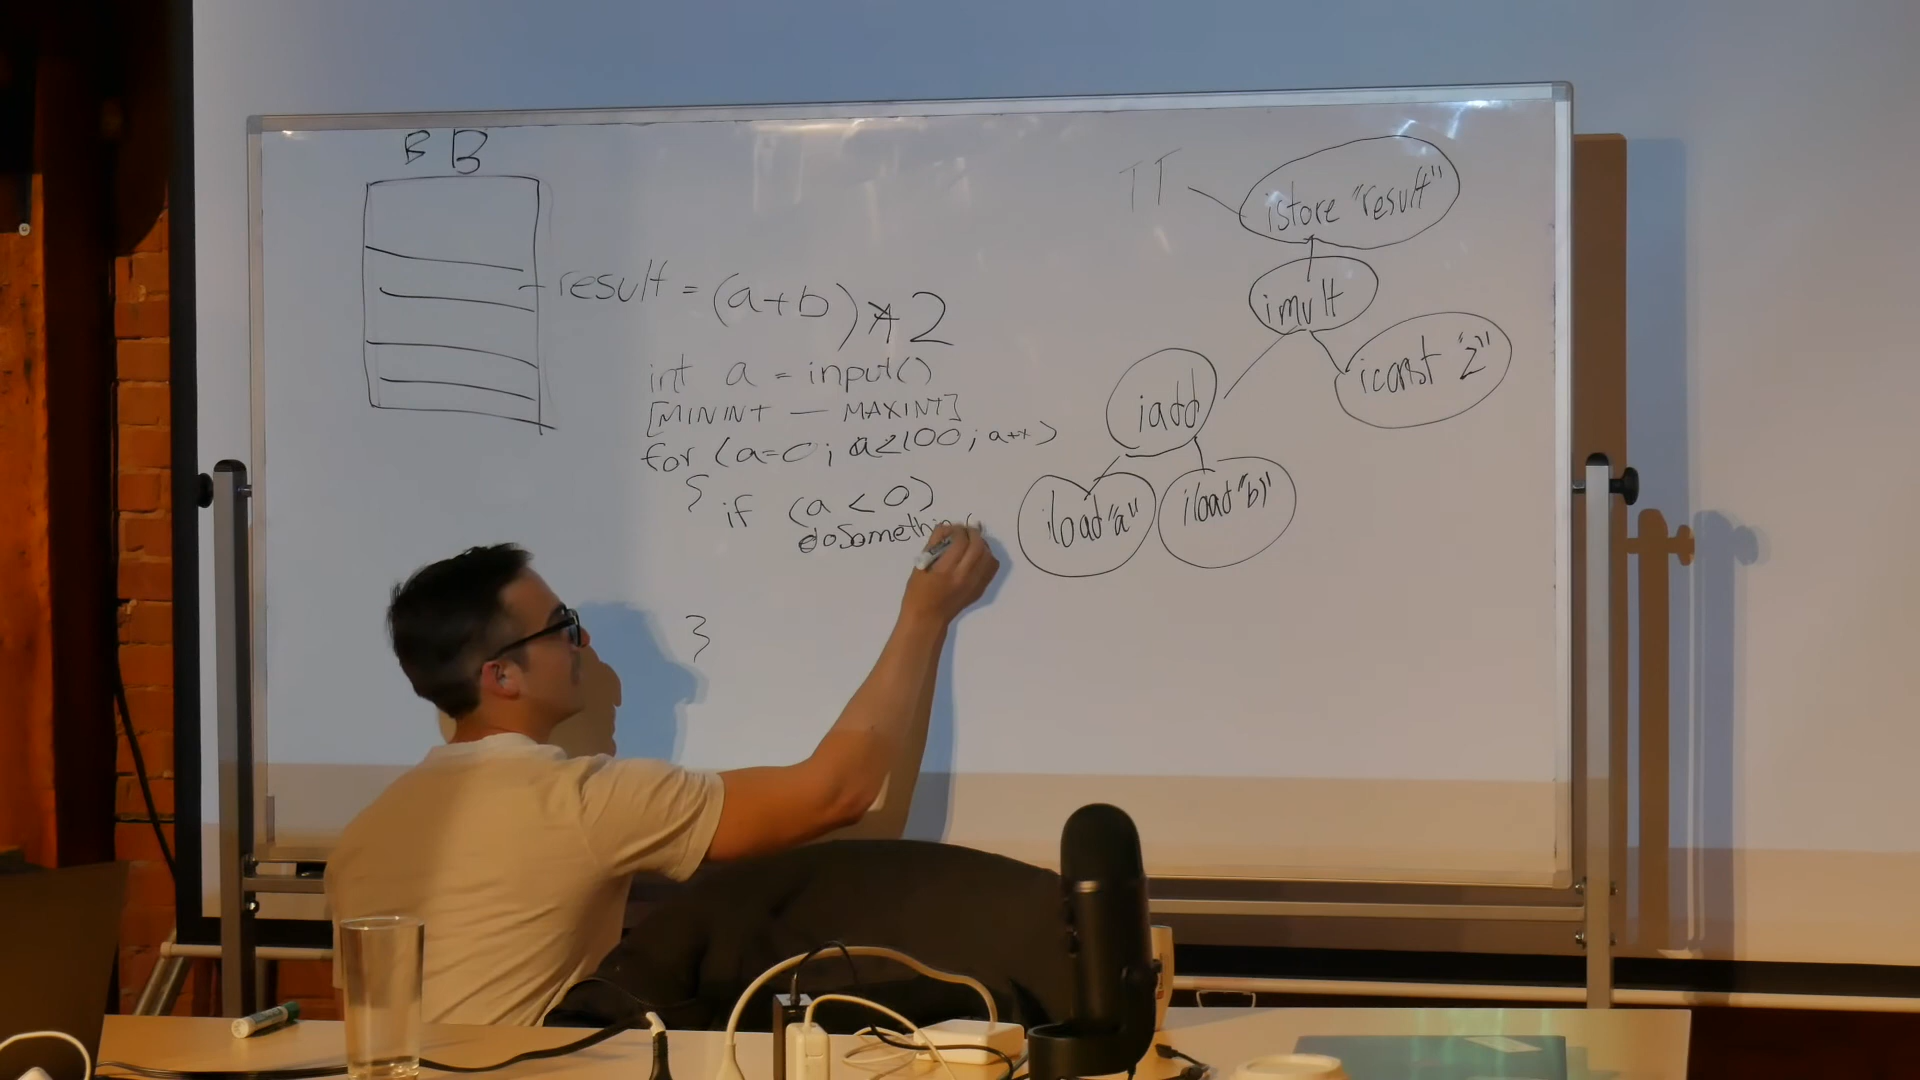 BB
result = (a+b)*2
int a = input()
[MININT — MAXINT]
for (a=0; a<100; a++)
{
if (a < 0)
doSomething(
}
TT
istore "result"
imult
iadd
iconst "2"
iload "a"
iload "b"